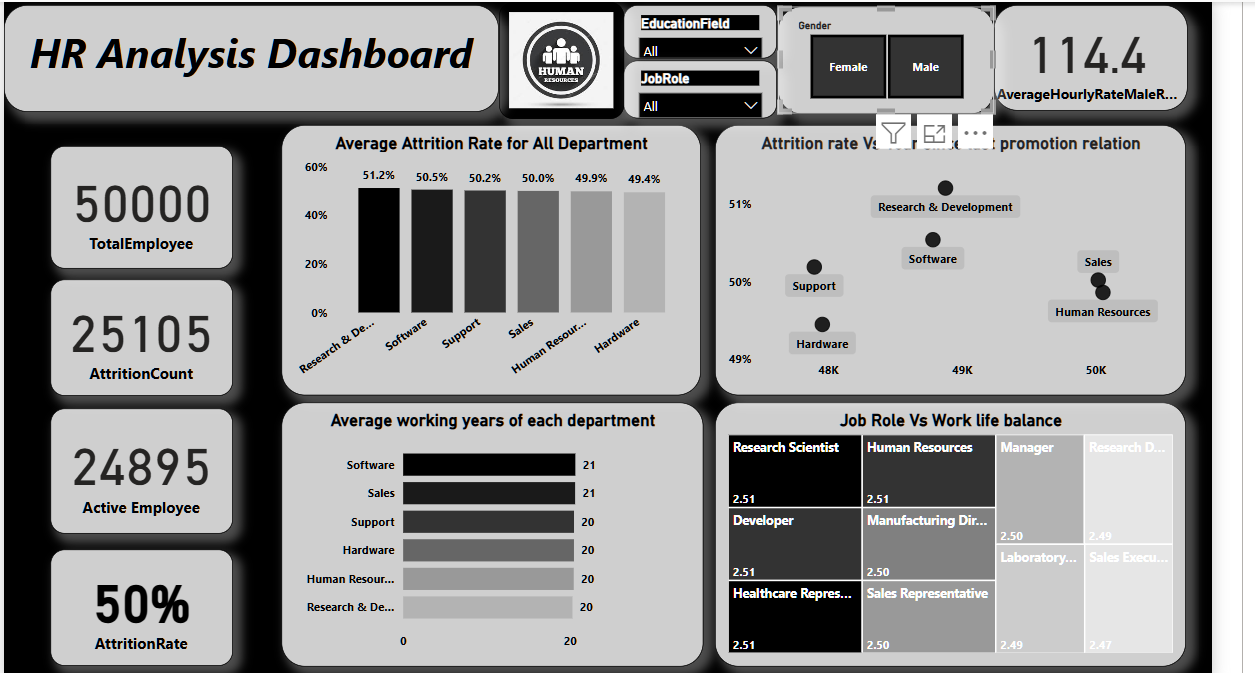 HR Analysis Dashboard
HUMAN
RESOURCES
EducationField
All
JobRole
All
Gender
Female
Male
114.4
AverageHourlyRateMaleR...
50000
TotalEmployee
25105
AttritionCount
24895
Active Employee
50%
AttritionRate
Average Attrition Rate for All Department
60%
40%
20%
0%
51.2%
50.5%
50.2%
50.0%
49.9%
49.4%
Research & De...
Software
Support
Sales
Human Resour...
Hardware
Attrition rate Vs promotion relation
51%
50%
49%
Research & Development
Software
Support
Sales
Human Resources
Hardware
48K
49K
50K
Average working years of each department
Software 21
Sales 21
Support 20
Hardware 20
Human Resour... 20
Research & De... 20
0
20
Job Role Vs Work life balance
Research Scientist
2.51
Developer
2.51
Healthcare Repres...
2.51
Human Resources
2.51
Manufacturing Dir...
2.50
Sales Representative
2.50
Manager
2.50
Research D...
2.49
Laboratory...
2.49
Sales Execu...
2.47